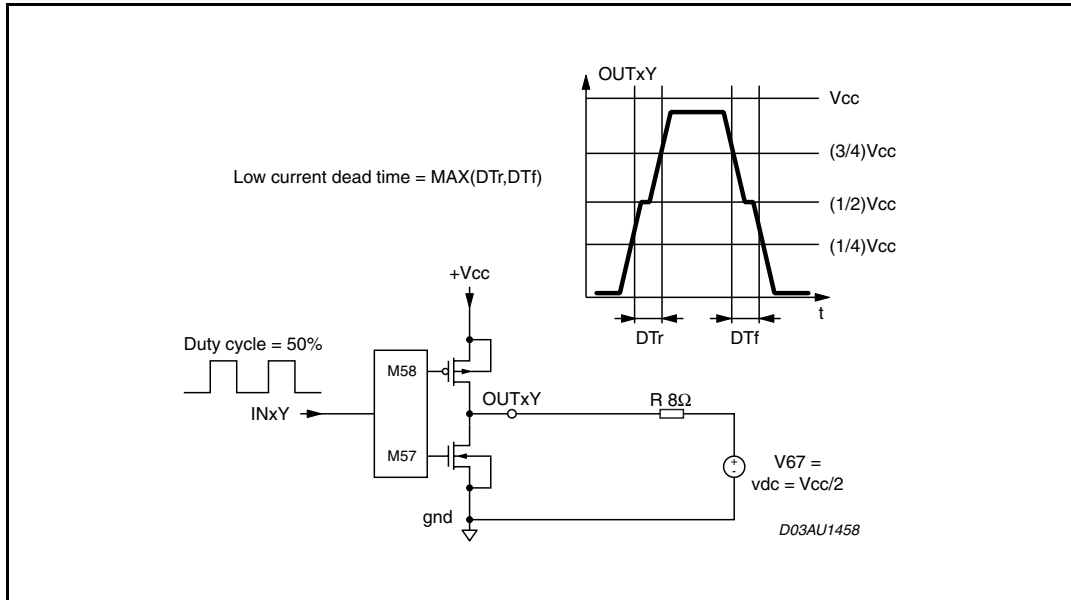 OUTxY
Vcc
(3/4)Vcc
Low current dead time = MAX(DTr,DTf)
(1/2)Vcc
(1/4)Vcc
+Vcc
t
DTr
DTf
Duty cycle = 50%
M58
OUTxY
R 8Ω
INxY
M57
+
-
V67 =
vdc = Vcc/2
gnd
D03AU1458